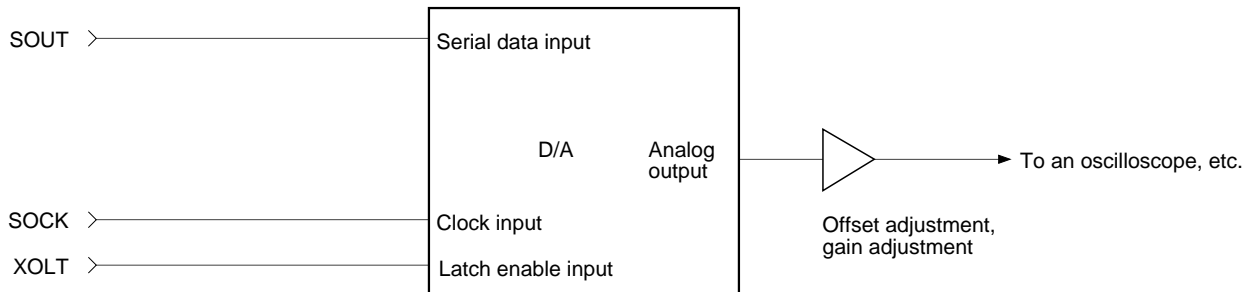 SOUT
Serial data input
D/A
Analog
output
To an oscilloscope, etc.
SOCK
Clock input
Offset adjustment,
gain adjustment
XOLT
Latch enable input